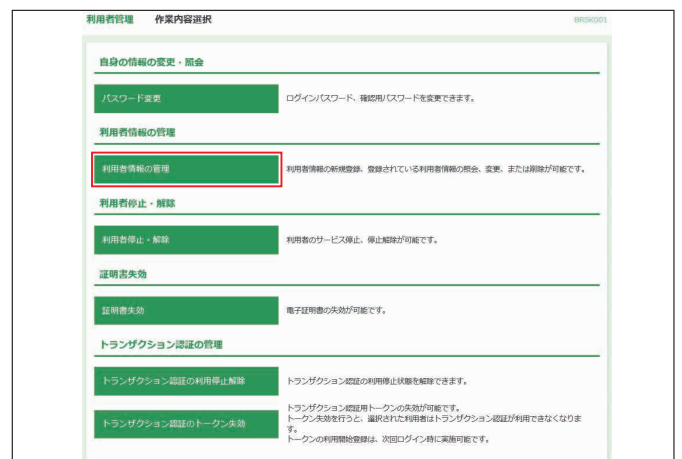 利用者管理 作業内容選択 BRSK001
自身の情報の変更・照会
パスワード変更 ログインパスワード、確認用パスワードを変更できます。
利用者情報の管理
利用者情報の管理 利用者情報の新規登録、登録されている利用者情報の照会、変更、または削除が可能です。
利用者停止・解除
利用者停止・解除 利用者のサービス停止、停止解除が可能です。
証明書失効
証明書失効 電子証明書の失効が可能です。
トランザクション認証の管理
トランザクション認証の利用停止解除 トランザクション認証の利用停止状態を解除できます。
トランザクション認証のトークン失効 トランザクション認証用トークンの失効が可能です。
トークン失効を行うと、選択された利用者はトランザクション認証が利用できなくなりま
す。
トークンの利用開始登録は、次回ログイン時に実施可能です。